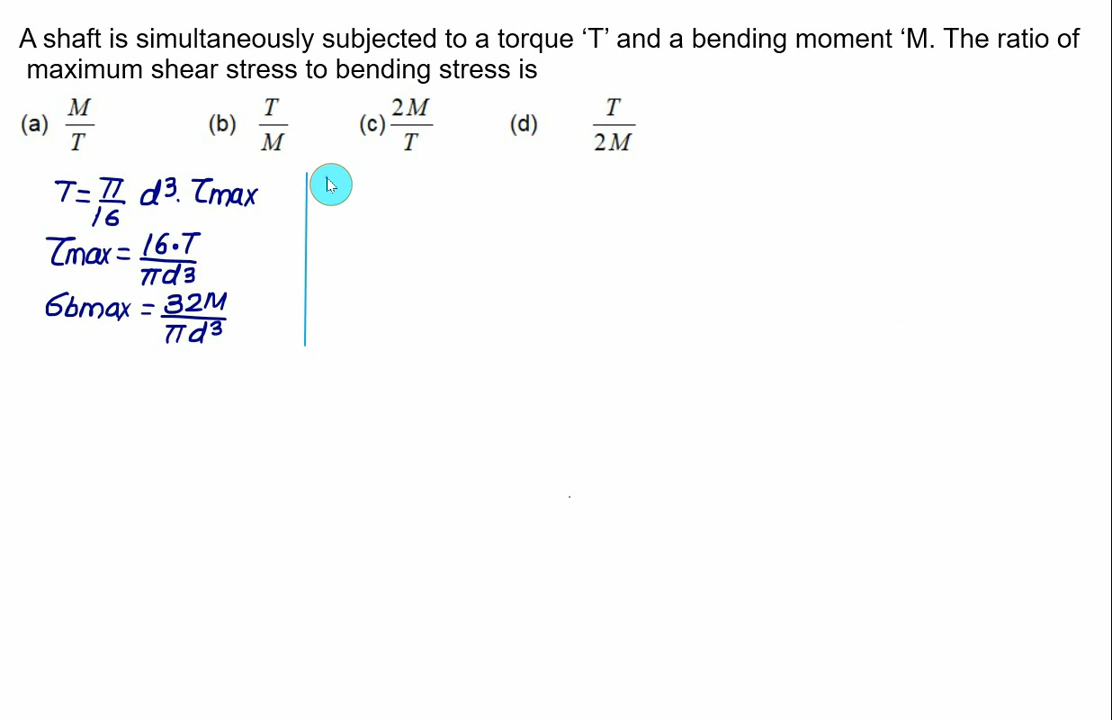 A shaft is simultaneously subjected to a torque ‘T’ and a bending moment ‘M. The ratio of
maximum shear stress to bending stress is
(a) M/T (b) T/M (c) 2M/T (d) T/2M
T = π/16 d³. τmax
τmax = 16.T/πd³
σbmax = 32M/πd³